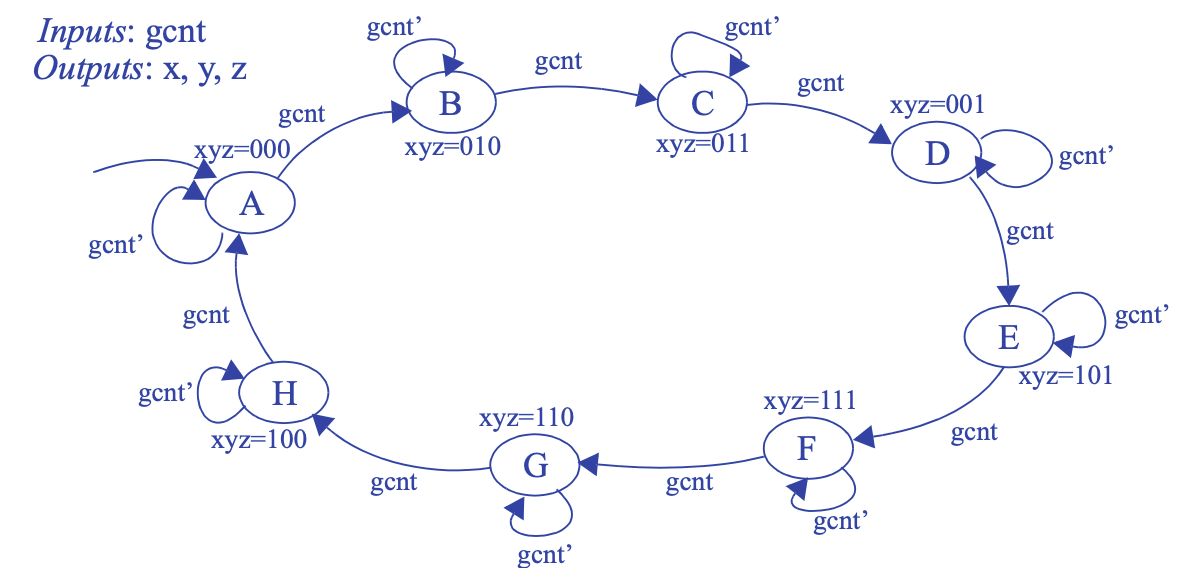 Inputs: gcnt
Outputs: x, y, z
gcnt’
B
xyz=010
gcnt
gcnt’
C
xyz=011
gcnt
xyz=001
D
gcnt’
gcnt
xyz=000
A
gcnt’
gcnt
E
gcnt’
xyz=101
gcnt
H
gcnt’
xyz=100
gcnt
xyz=111
F
gcnt’
gcnt
xyz=110
G
gcnt’
gcnt